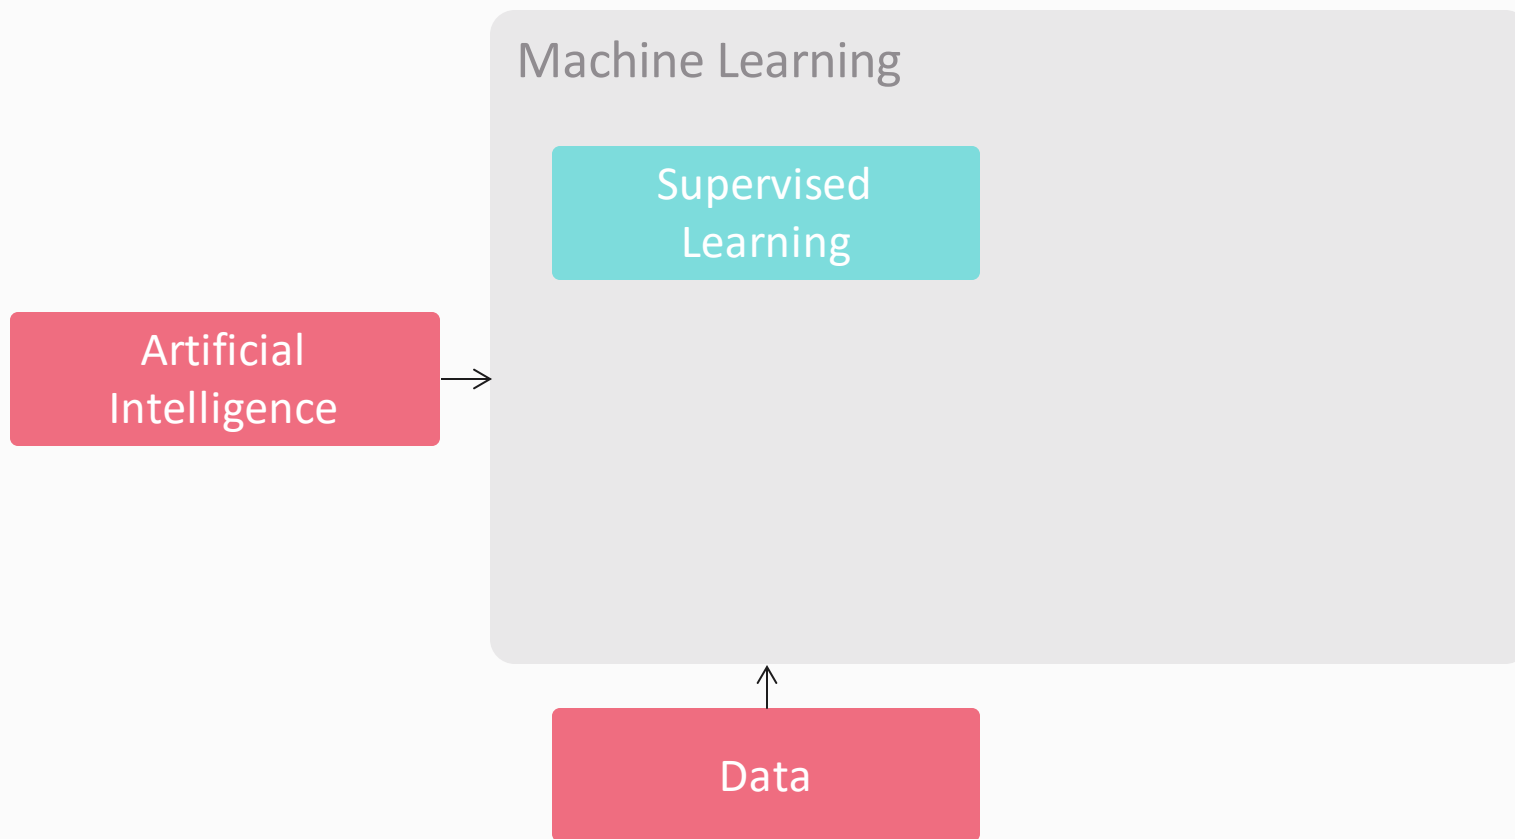 Machine Learning
Supervised
Learning
Artificial
Intelligence
Data